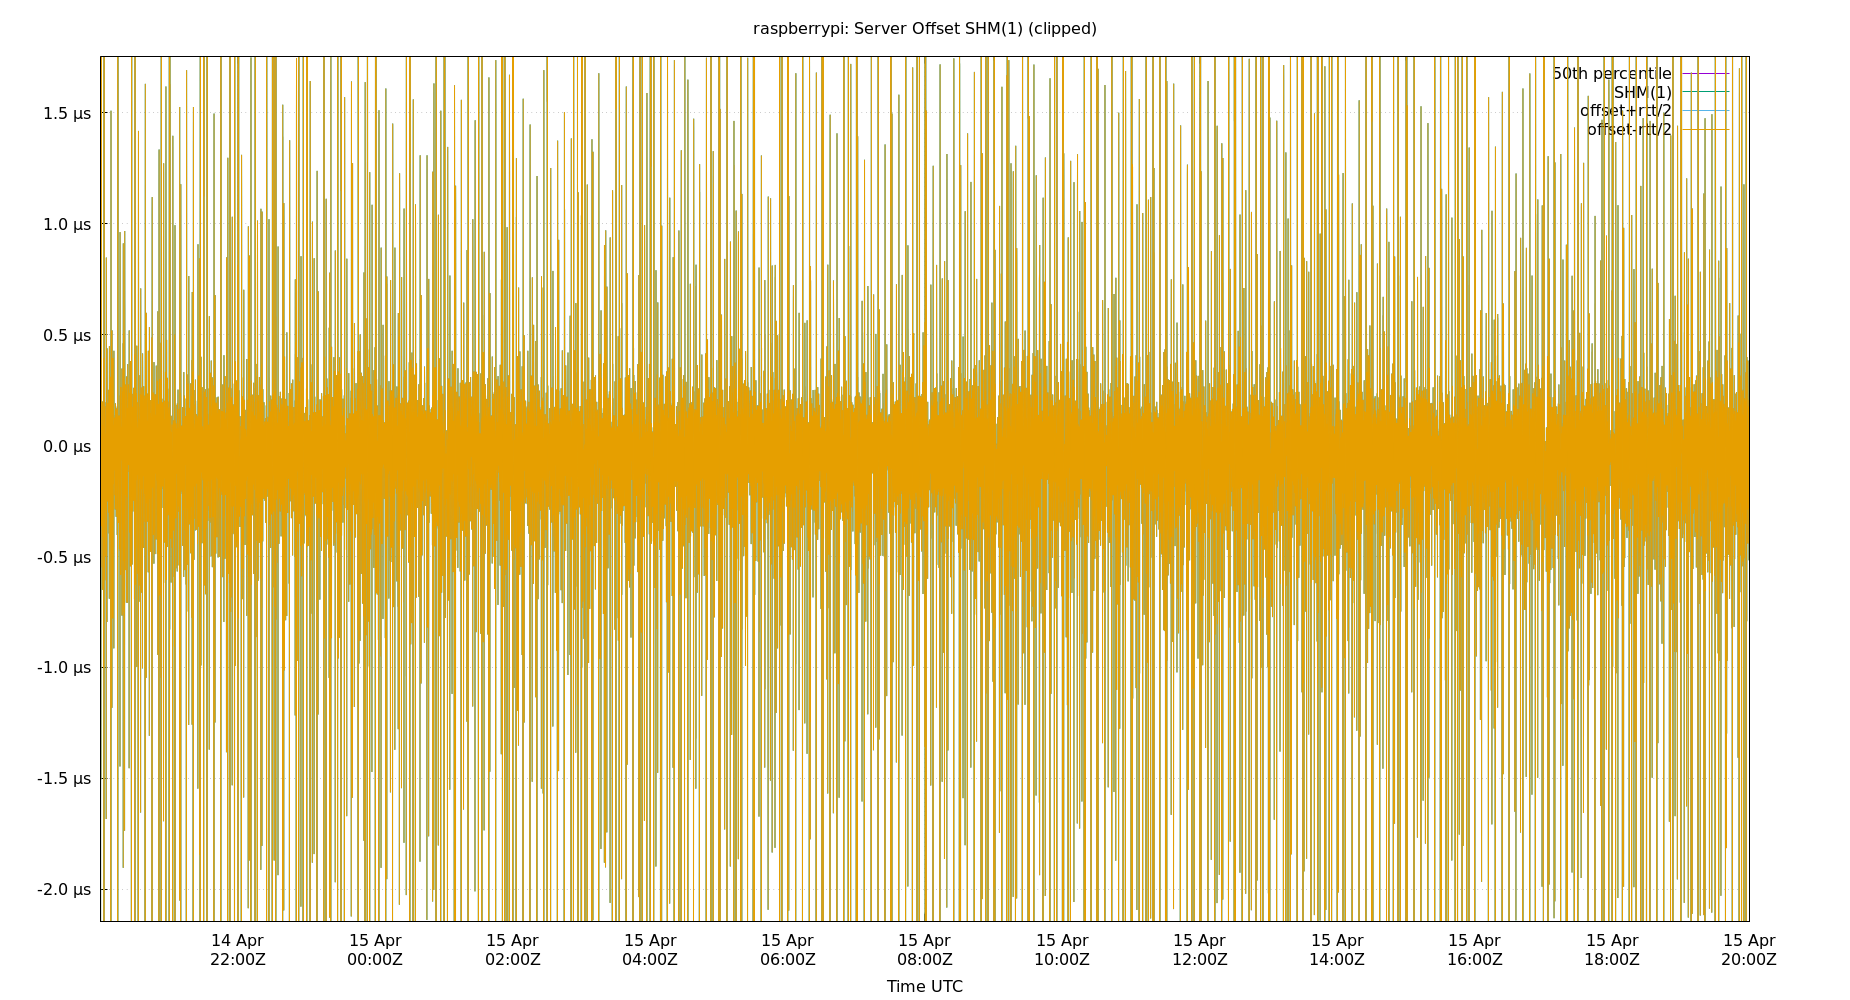 raspberrypi: Server Offset SHM(1) (clipped)
50th percentile
SHM(1)
offset+rtt/2
offset-rtt/2
1.5 µs
1.0 µs
0.5 µs
0.0 µs
-0.5 µs
-1.0 µs
-1.5 µs
-2.0 µs
14 Apr 15 Apr 15 Apr 15 Apr 15 Apr 15 Apr 15 Apr 15 Apr 15 Apr 15 Apr 15 Apr 15 Apr
22:00Z 00:00Z 02:00Z 04:00Z 06:00Z 08:00Z 10:00Z 12:00Z 14:00Z 16:00Z 18:00Z 20:00Z
Time UTC